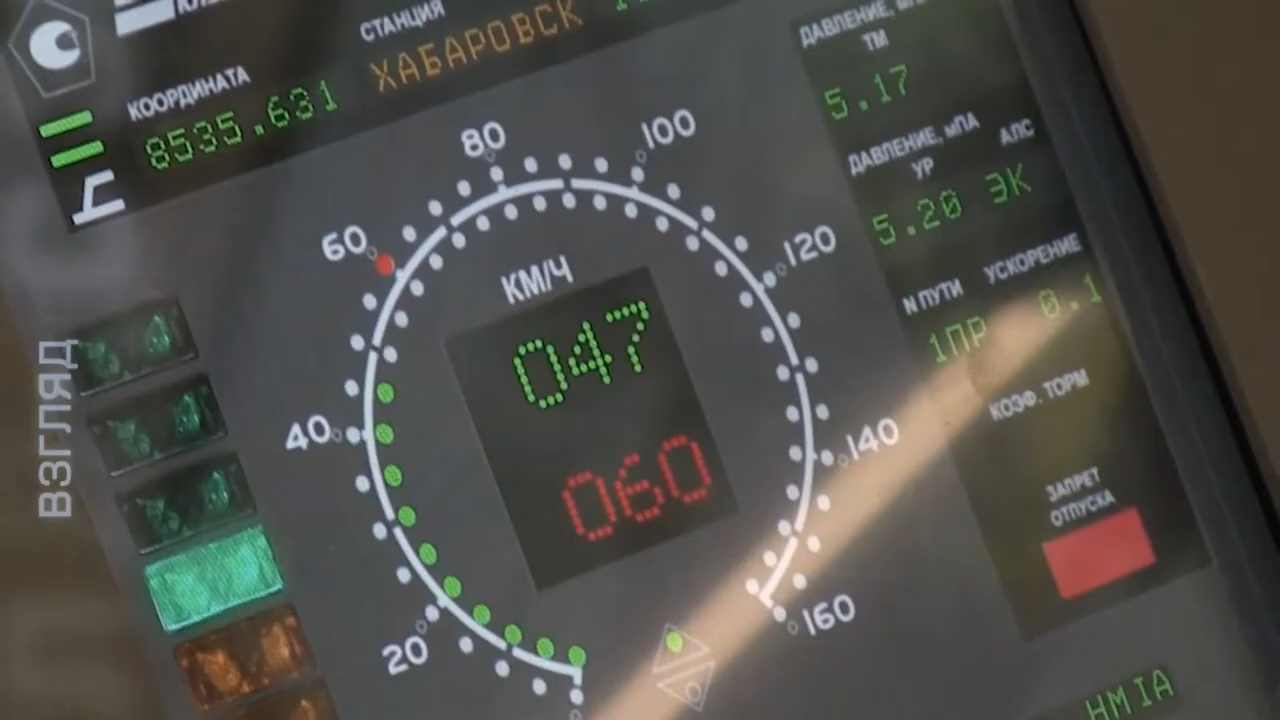 СТАНЦИЯ
ХАБАРОВСК
КООРДИНАТА
8535.631
ДАВЛЕНИЕ,
ТМ
5.17
ДАВЛЕНИЕ, мПА
УР
АЛС
5.20 ЭК
N ПУТИ
УСКОРЕНИЕ
1ПР
0.1
КОЭФ. ТОРМ
ЗАПРЕТ
ОТПУСКА
КМ/Ч
047
060
20
40
60
80
100
120
140
160
ВЗГЛЯД